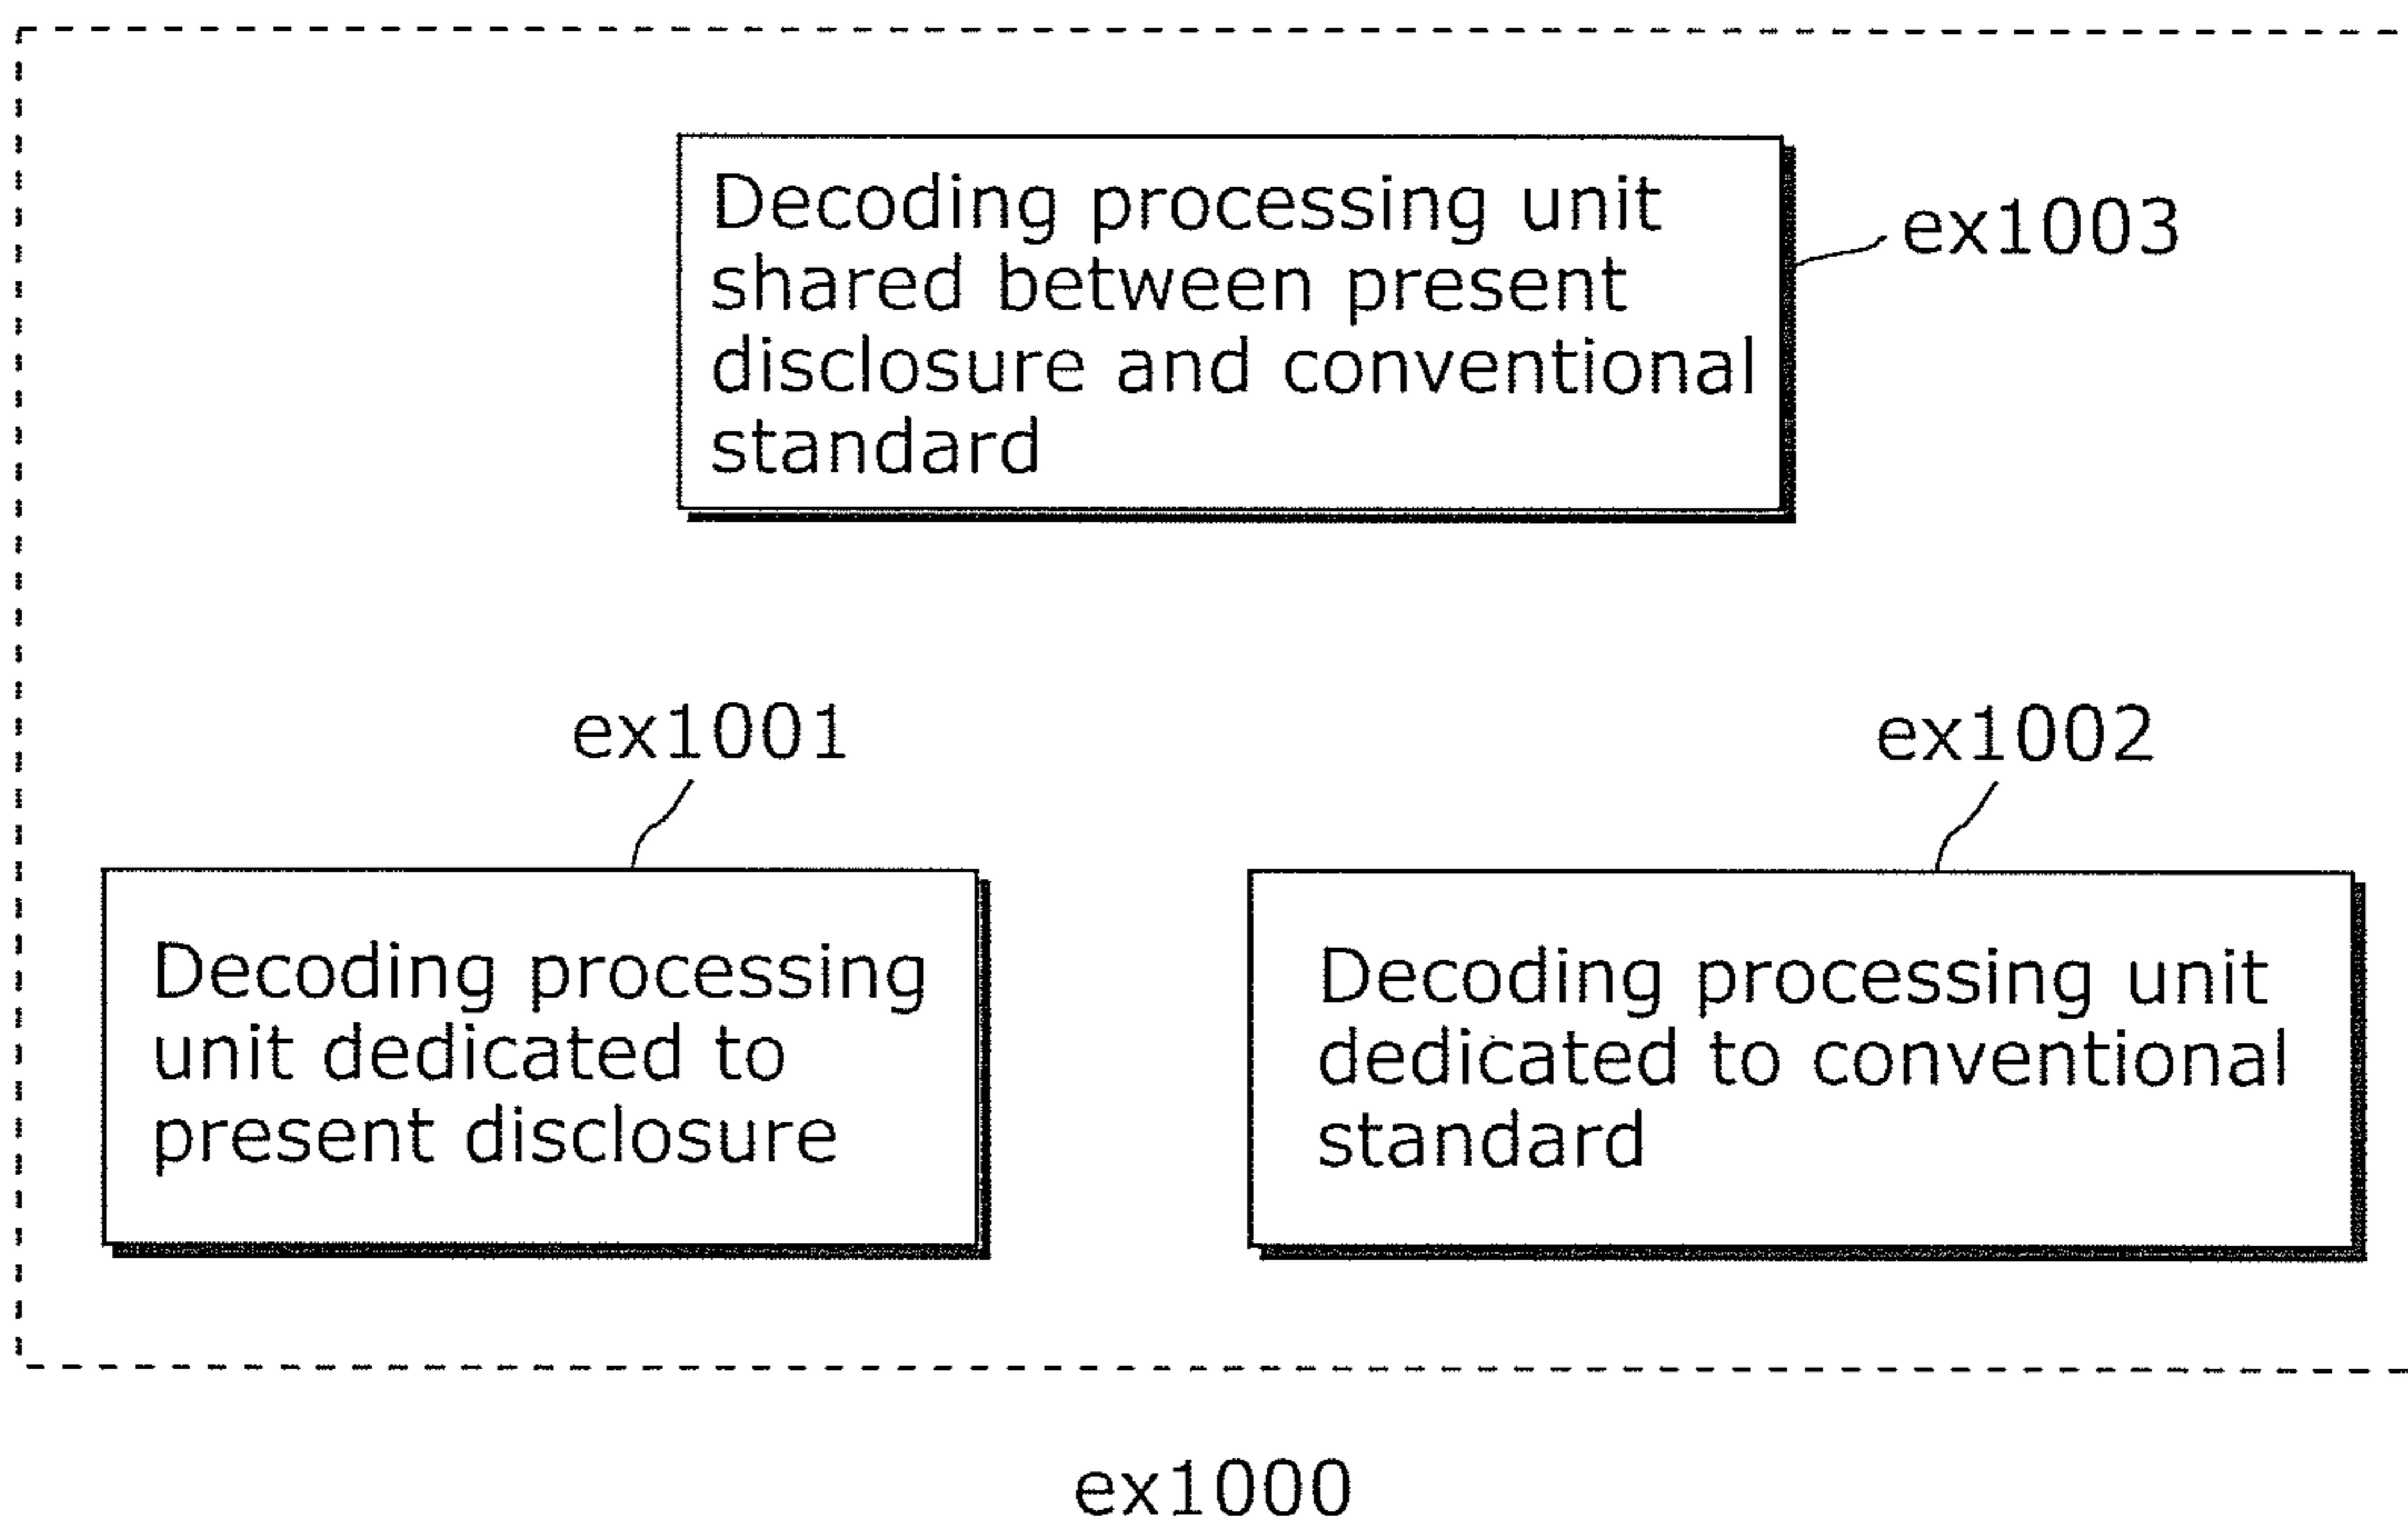 Decoding processing unit
shared between present
disclosure and conventional
standard
ex1003
ex1001
ex1002
Decoding processing
unit dedicated to
present disclosure
Decoding processing unit
dedicated to conventional
standard
ex1000